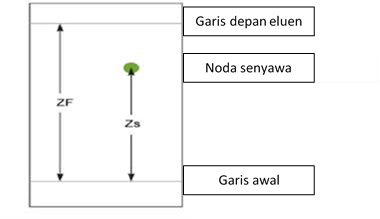 Garis depan eluen
Noda senyawa
ZF
Zs
Garis awal